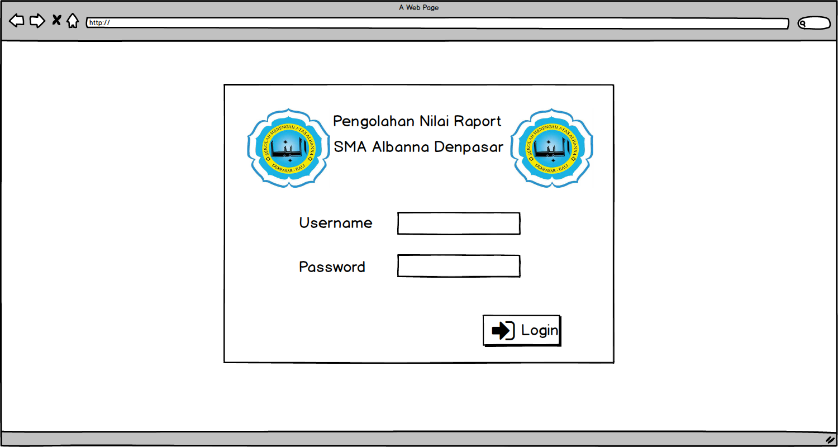 A Web Page
http://
Pengolahan Nilai Raport
SMA Albanna Denpasar
Username
Password
Login